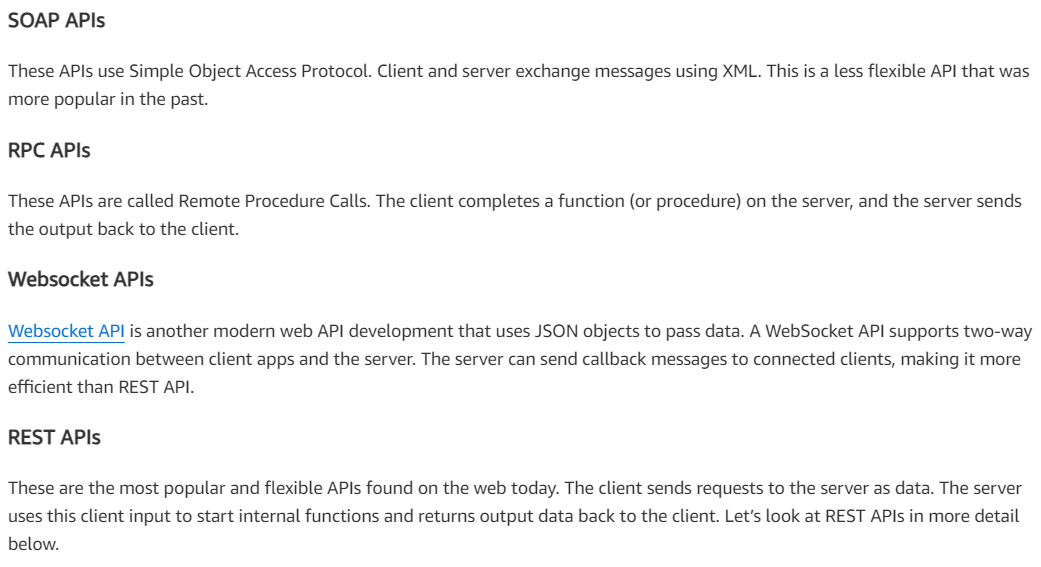 SOAP APIs
These APIs use Simple Object Access Protocol. Client and server exchange messages using XML. This is a less flexible API that was
more popular in the past.
RPC APIs
These APIs are called Remote Procedure Calls. The client completes a function (or procedure) on the server, and the server sends
the output back to the client.
Websocket APIs
Websocket API is another modern web API development that uses JSON objects to pass data. A WebSocket API supports two-way
communication between client apps and the server. The server can send callback messages to connected clients, making it more
efficient than REST API.
REST APIs
These are the most popular and flexible APIs found on the web today. The client sends requests to the server as data. The server
uses this client input to start internal functions and returns output data back to the client. Let’s look at REST APIs in more detail
below.